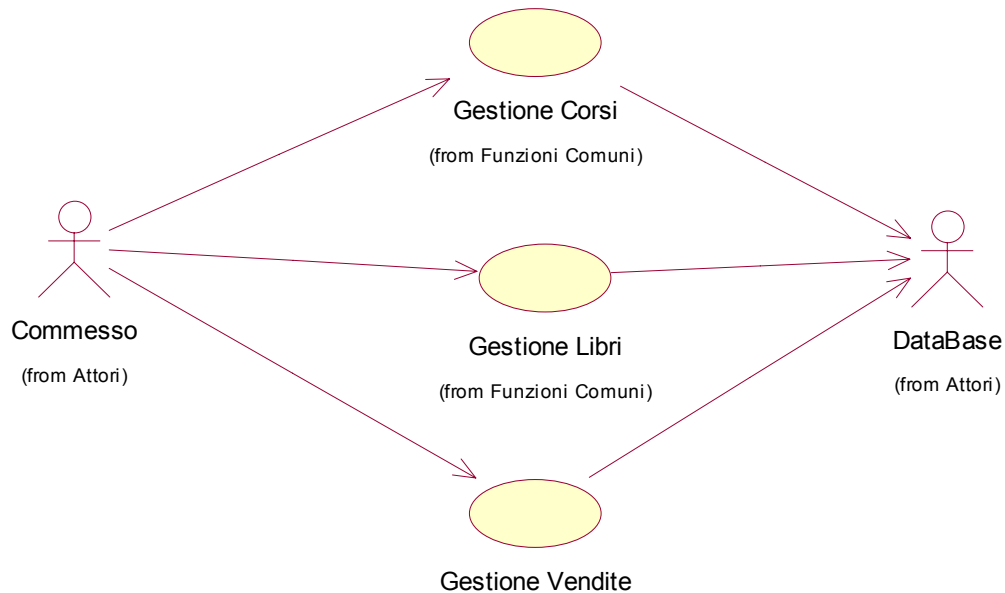 Gestione Corsi
(from Funzioni Comuni)
Commesso
(from Attori)
Gestione Libri
(from Funzioni Comuni)
DataBase
(from Attori)
Gestione Vendite